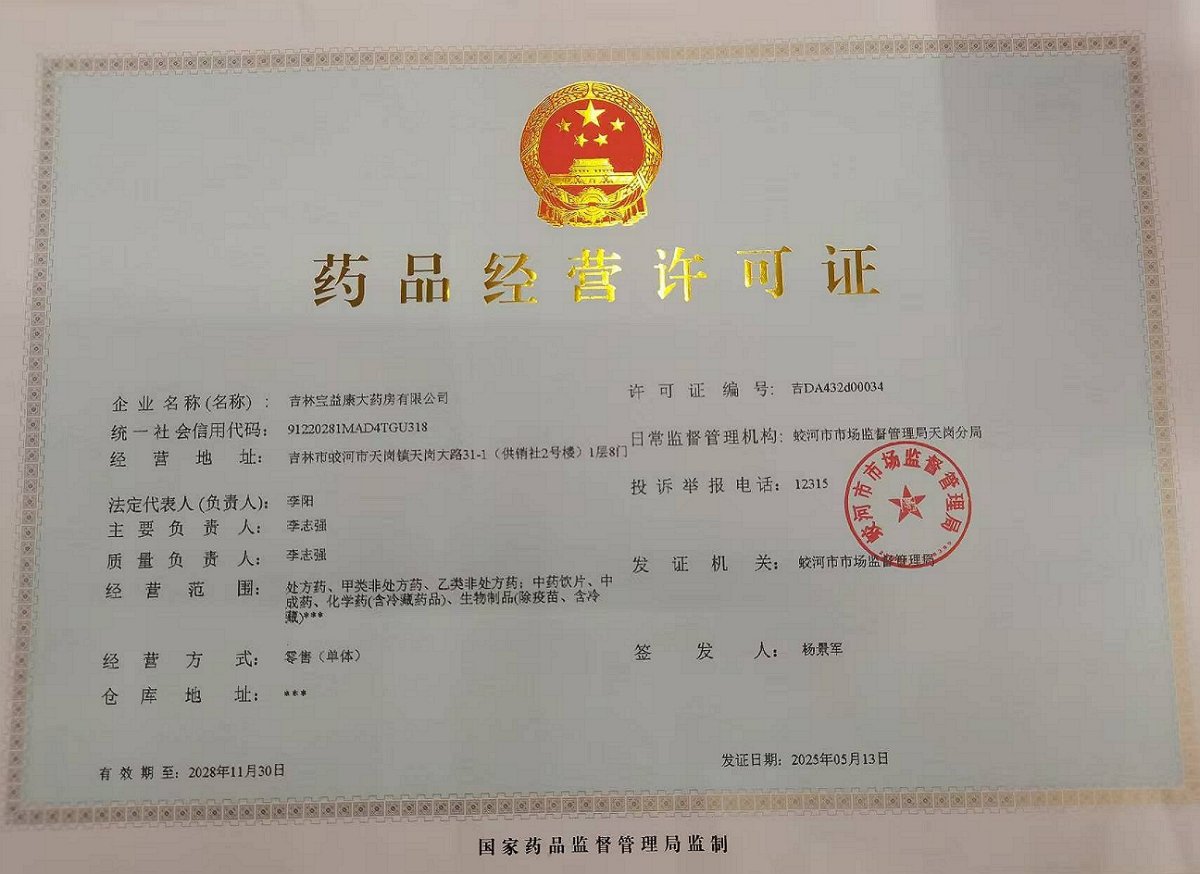 药品经营许可证
企业名称(名称)：吉林宝益康大药房有限公司
许可证编号：吉DA432d00034
统一社会信用代码：91220281MAD4TGU318
日常监督管理机构：蛟河市市场监督管理局天岗分局
经营地址：吉林市蛟河市天岗镇天岗大路31-1（供销社2号楼）1层8门
投诉举报电话：12315
法定代表人(负责人)：李阳
主要负责人：李志强
质量负责人：李志强
发证机关：蛟河市市场监督管理局
经营范围：处方药、甲类非处方药、乙类非处方药；中药饮片、中
成药、化学药(含冷藏药品)、生物制品(除疫苗、含冷
藏)***
经营方式：零售（单体）
签发人：杨景军
仓库地址：***
蛟河市市场监督管理局
有效期至：2028年11月30日
发证日期：2025年05月13日
国家药品监督管理局监制